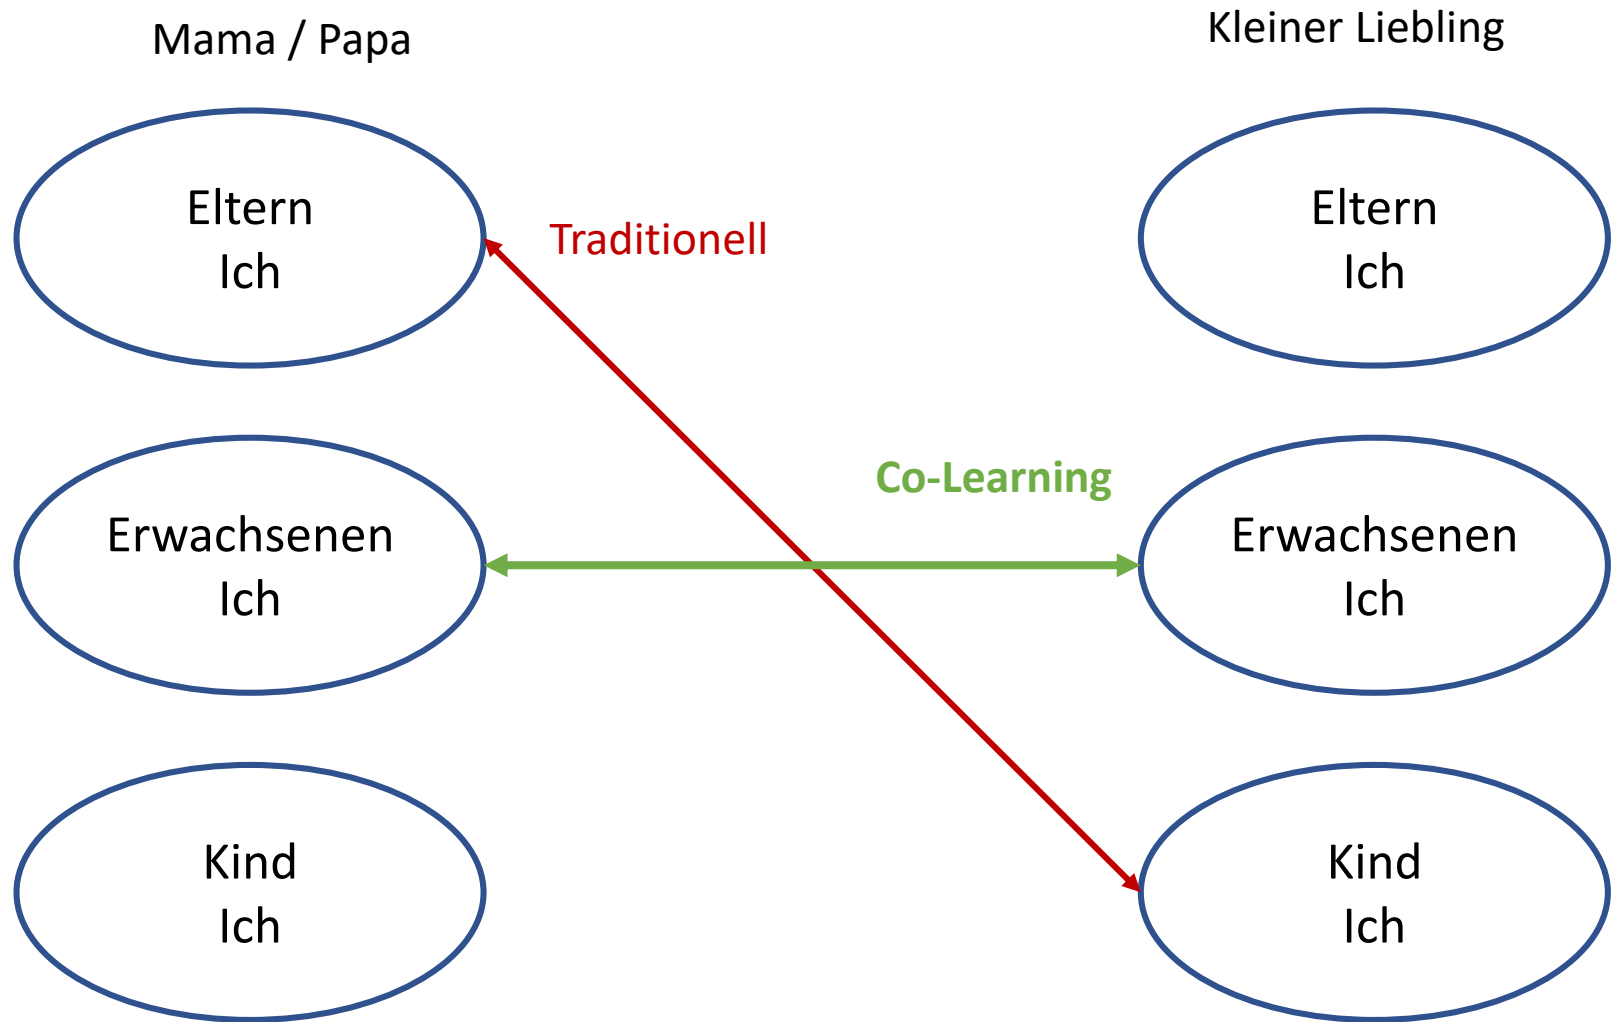 Mama / Papa
Kleiner Liebling
Eltern
Ich
Traditionell
Eltern
Ich
Co-Learning
Erwachsenen
Ich
Erwachsenen
Ich
Kind
Ich
Kind
Ich